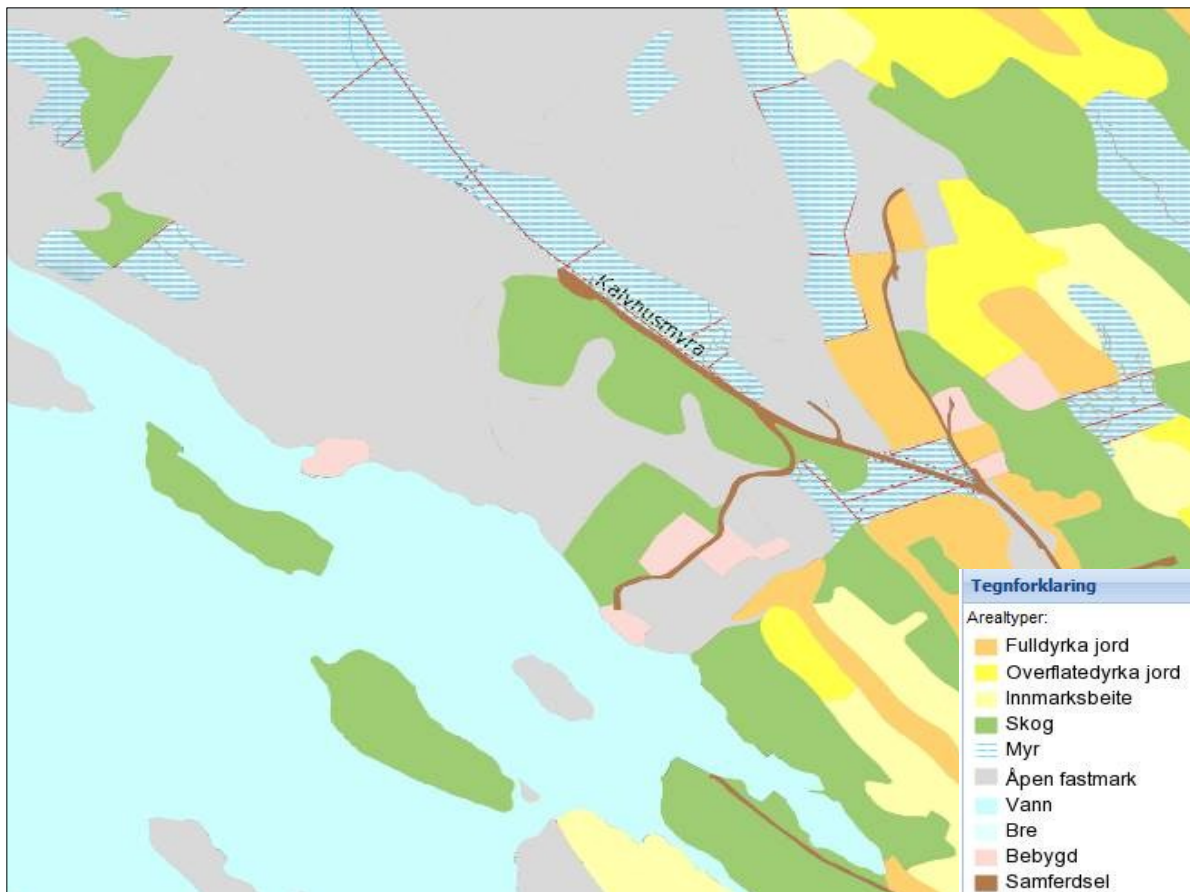 Kalvhusmyra
Tegnforklaring
Arealtyper:
Fulldyrka jord
Overflatedyrka jord
Innmarksbeite
Skog
Myr
Åpen fastmark
Vann
Bre
Bebygd
Samferdsel